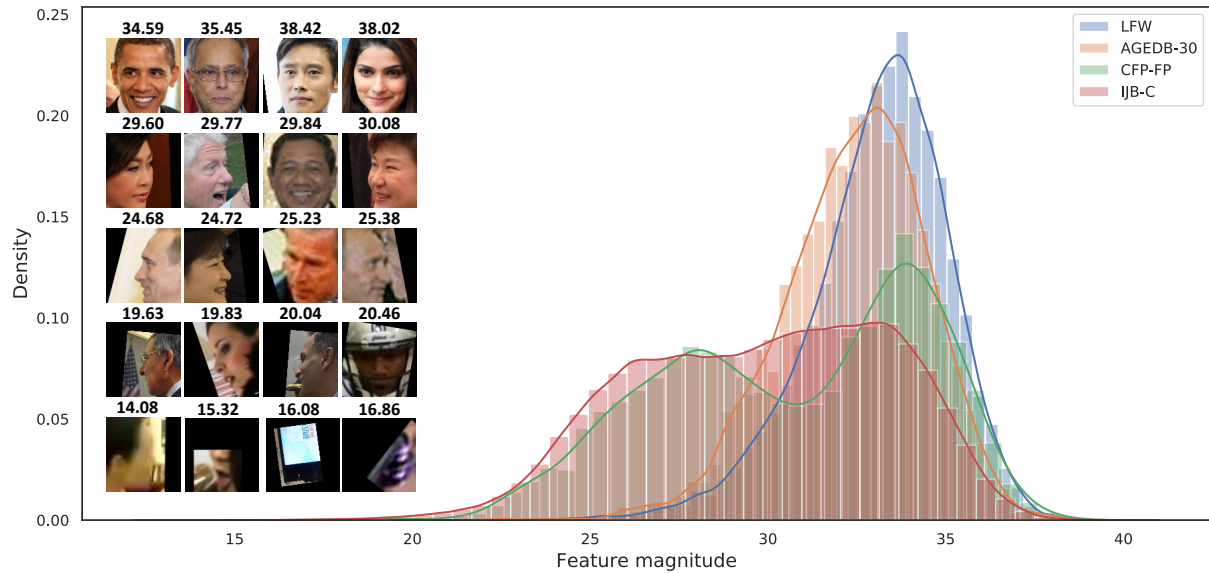 0.25
0.20
0.15
0.10
0.05
0.00
Density
34.59 35.45 38.42 38.02
29.60 29.77 29.84 30.08
24.68 24.72 25.23 25.38
19.63 19.83 20.04 20.46
14.08 15.32 16.08 16.86
LFW
AGEDB-30
CFP-FP
IJB-C
15 20 25 30 35 40
Feature magnitude